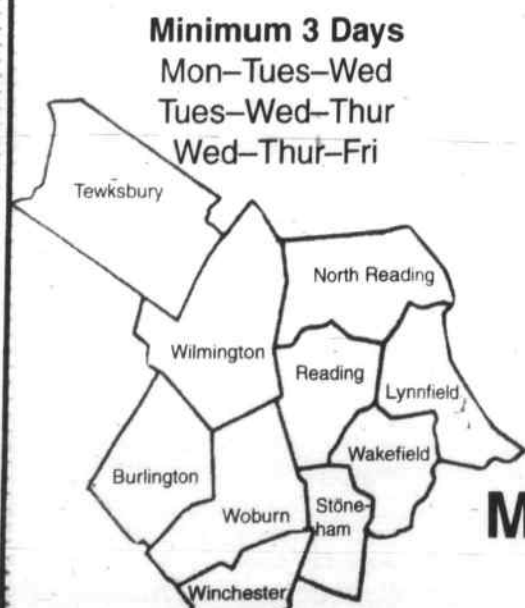 Minimum 3 Days
Mon–Tues–Wed
Tues–Wed–Thur
Wed–Thur–Fri
Tewksbury
North Reading
Wilmington
Reading
Lynnfield
Wakefield
Burlington
Stone-
ham
Woburn
M
Winchester